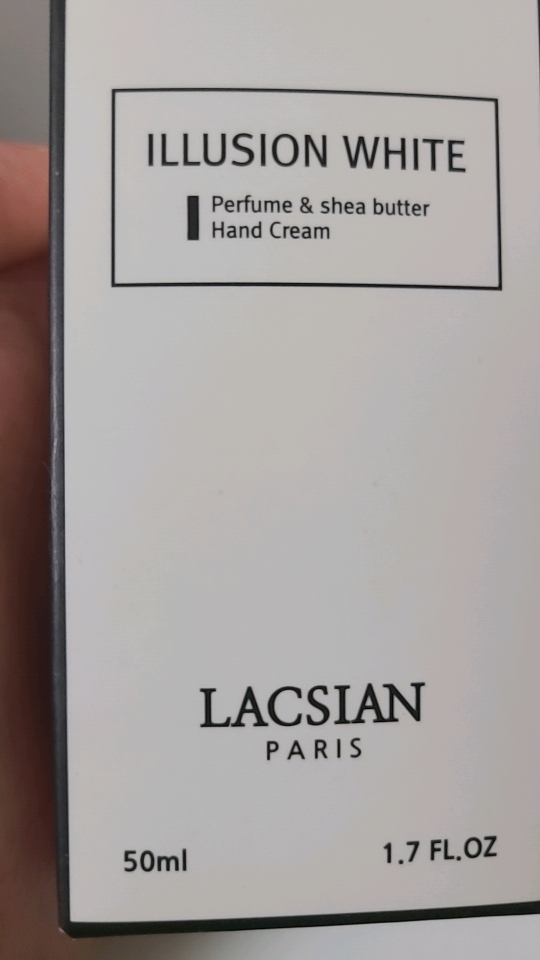 ILLUSION WHITE
Perfume & shea butter
Hand Cream
LACSIAN
PARIS
50ml
1.7 FL.OZ